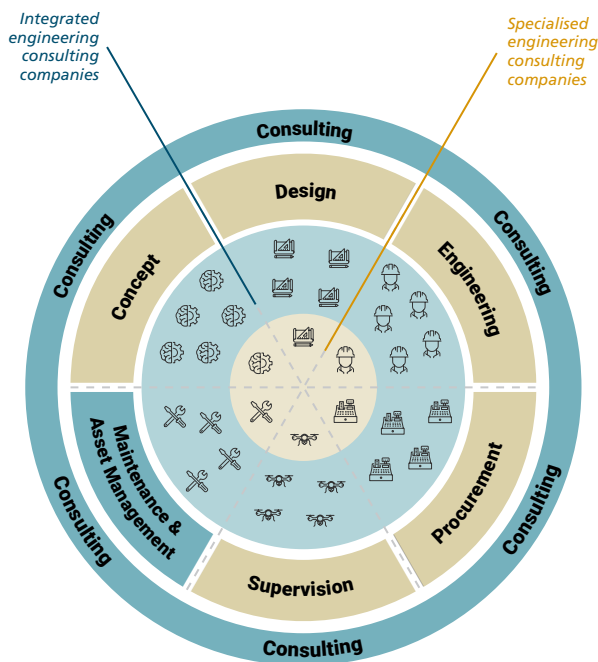 Integrated
engineering
consulting
companies
Specialised
engineering
consulting
companies
Consulting
Design
Consulting
Consulting
Concept
Engineering
Maintenance &
Asset Management
Procurement
Consulting
Consulting
Supervision
Consulting